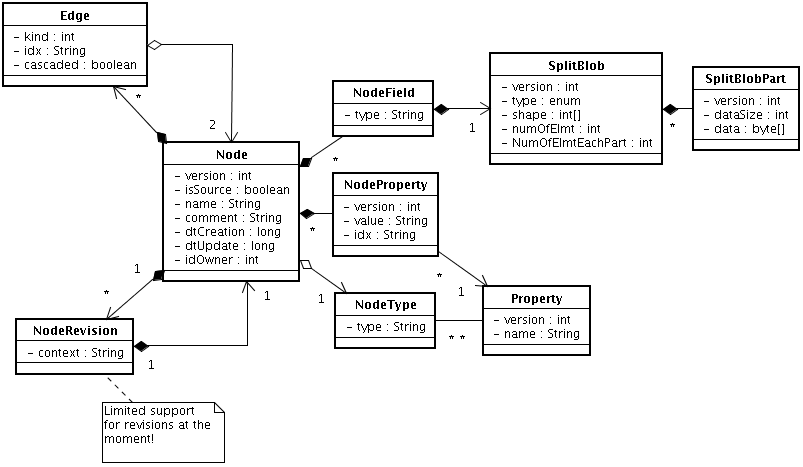 Edge
- kind : int
- idx : String
- cascaded : boolean
*
2
Node
- version : int
- isSource : boolean
- name : String
- comment : String
- dtCreation : long
- dtUpdate : long
- idOwner : int
NodeField
- type : String
*
1
SplitBlob
- version : int
- type : enum
- shape : int[]
- numOfElmt : int
- NumOfElmtEachPart : int
*
SplitBlobPart
- version : int
- dataSize : int
- data : byte[]
NodeProperty
- version : int
- value : String
- idx : String
*
*
1
NodeType
- type : String
1
* *
Property
- version : int
- name : String
1
*
NodeRevision
- context : String
1
1
Limited support
for revisions at the
moment!